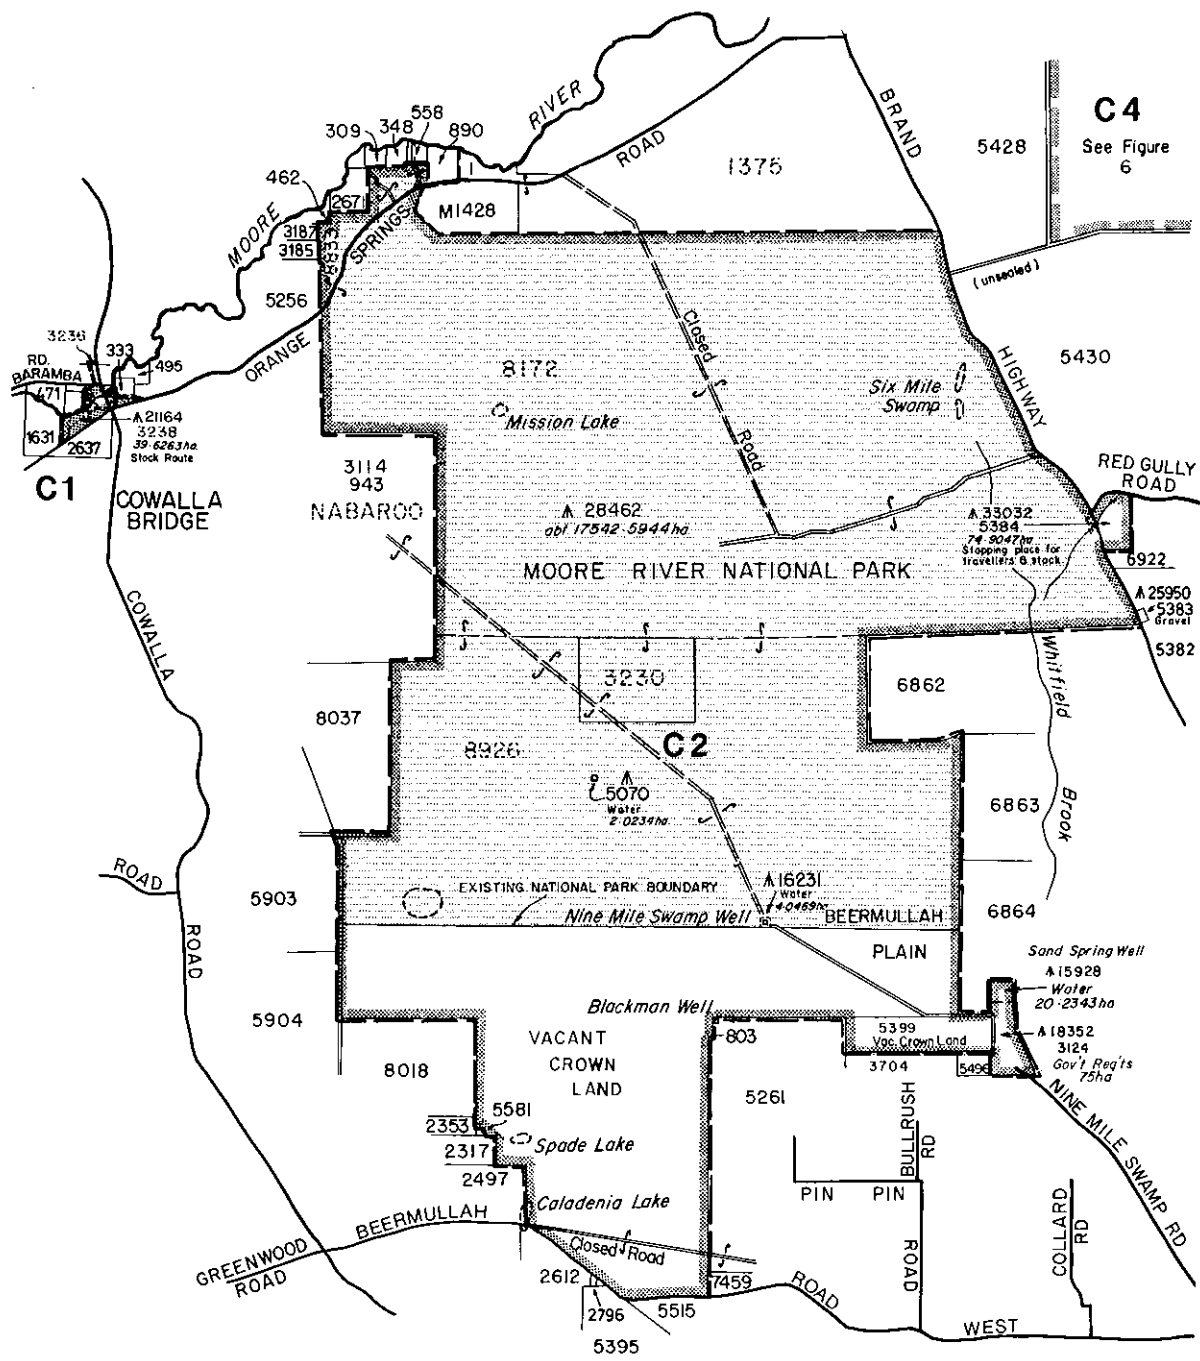 RIVER
MOORE
309
348
558
890
ROAD
BRAND
C4
See Figure
6
5428
1375
462
267
M1428
SPRINGS
3187
3185
(unsealed)
5256
ORANGE
3236
333
495
RD.
BARAMBA
471
1631
2637
21164
3238
39·6263ha.
Stock Route
C1
COWALLA
BRIDGE
Closed
Road
8172
Mission Lake
Six Mile
Swamp
HIGHWAY
5430
3114
943
NABAROO
28462
abt 17542·5944ha
RED GULLY
ROAD
33032
5384
74·9047ha
Stopping place for
travellers & stock
6922
MOORE RIVER NATIONAL PARK
25950
5383
Gravel
5382
COWALLA
ROAD
3230
6862
Whitfield
Brook
8037
8926
C2
5070
Water
2·0234ha
6863
ROAD
5903
EXISTING NATIONAL PARK BOUNDARY
16231
Water
4·0469ha
Nine Mile Swamp Well
BEERMULLAH
PLAIN
6864
Sand Spring Well
15928
Water
20·2343ha
Blackman Well
5904
VACANT
CROWN
LAND
803
5399
Vac. Crown Land
18352
3124
Gov't Req'ts
75ha
8018
3704
5496
5261
2353
5581
2317
Spade Lake
2497
BULLRUSH
RD
PIN PIN
NINE MILE SWAMP RD
Caladenia Lake
BEERMULLAH
GREENWOOD
ROAD
Closed Road
2612
2796
5515
5395
7459
ROAD
ROAD
COLLARD
RD
WEST